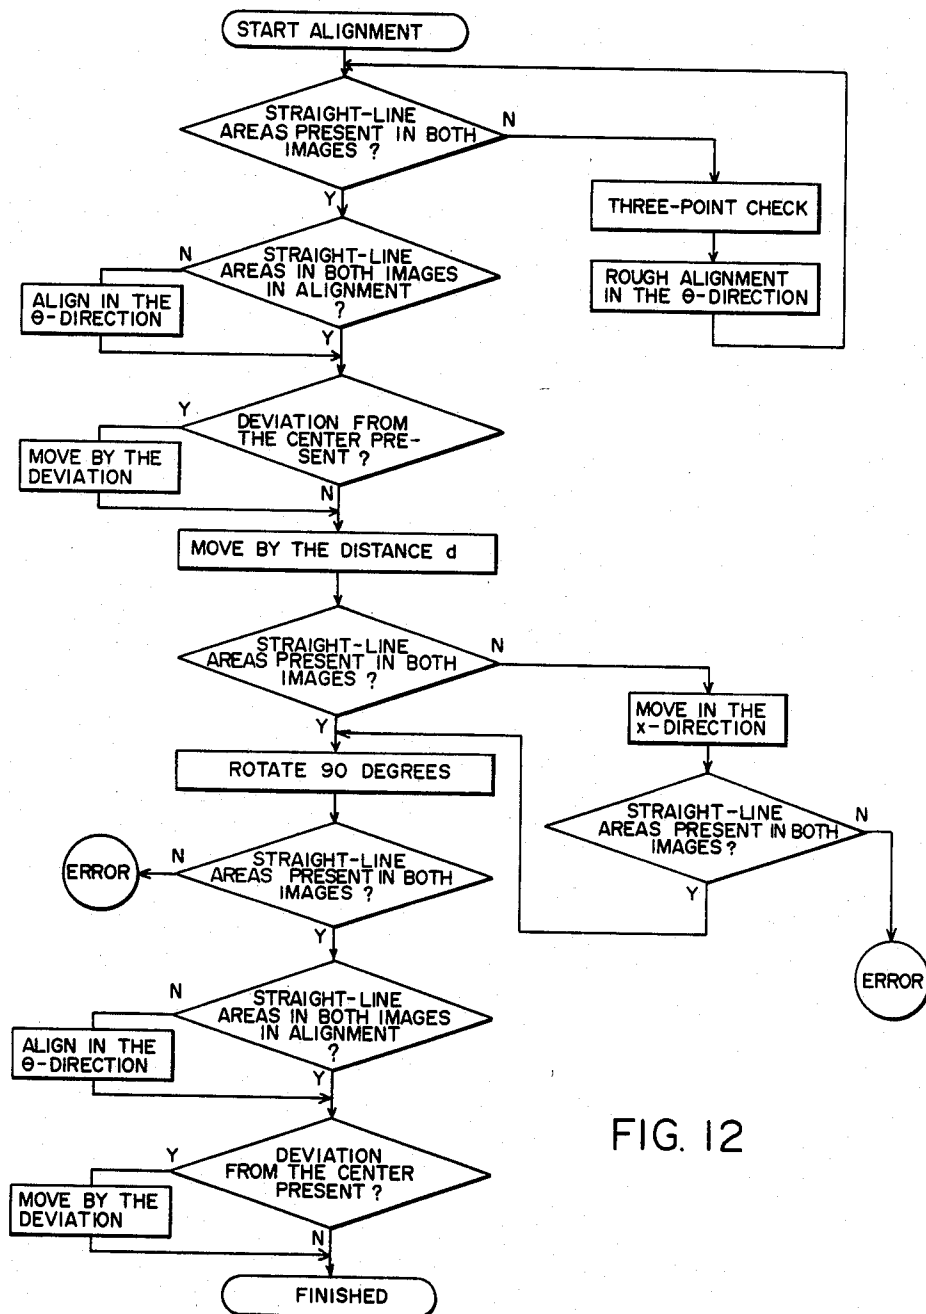 START ALIGNMENT
STRAIGHT-LINE
AREAS PRESENT IN BOTH
IMAGES ?
N
Y
THREE-POINT CHECK
ROUGH ALIGNMENT
IN THE θ-DIRECTION
STRAIGHT-LINE
AREAS IN BOTH IMAGES
IN ALIGNMENT
?
N
Y
ALIGN IN THE
θ-DIRECTION
DEVIATION FROM
THE CENTER PRE-
SENT ?
Y
N
MOVE BY THE
DEVIATION
MOVE BY THE DISTANCE d
STRAIGHT-LINE
AREAS PRESENT IN BOTH
IMAGES ?
N
Y
MOVE IN THE
x-DIRECTION
ROTATE 90 DEGREES
STRAIGHT-LINE
AREAS PRESENT IN BOTH
IMAGES ?
N
Y
ERROR
STRAIGHT-LINE
AREAS PRESENT IN BOTH
IMAGES ?
N
Y
ERROR
STRAIGHT-LINE
AREAS IN BOTH IMAGES
IN ALIGNMENT
?
N
Y
ALIGN IN THE
θ-DIRECTION
DEVIATION
FROM THE CENTER
PRESENT ?
Y
N
MOVE BY THE
DEVIATION
FINISHED
FIG. 12